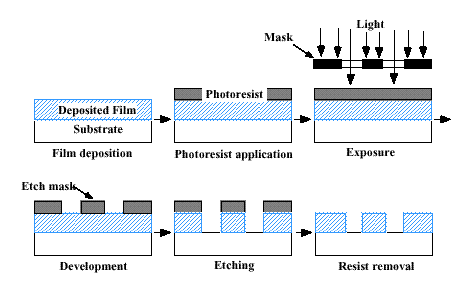 Light
Mask
Photoresist
Deposited Film
Substrate
Film deposition
Photoresist application
Exposure
Etch mask
Development
Etching
Resist removal